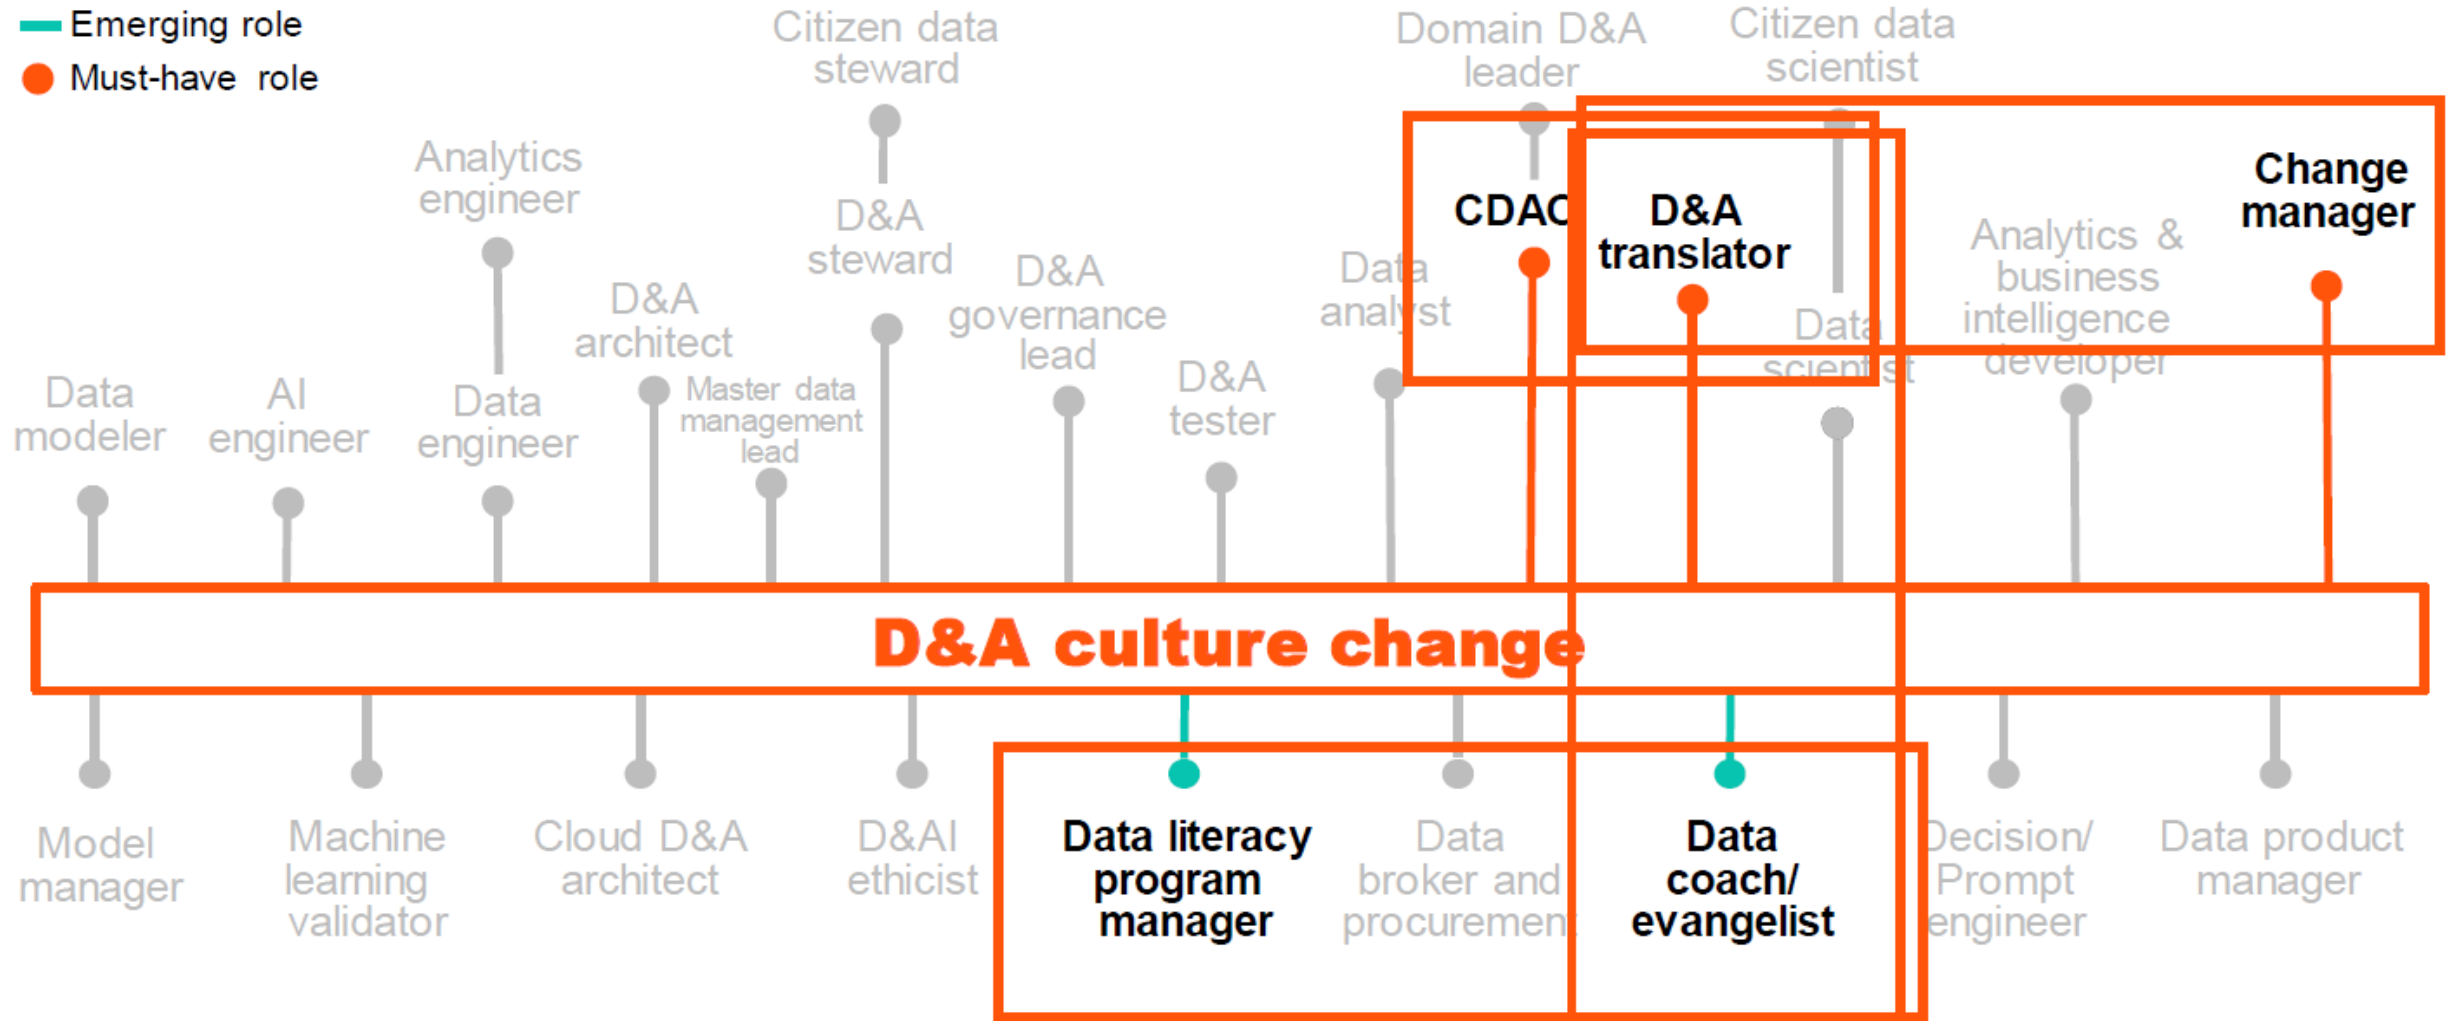 Emerging role
Must-have role
Citizen data
steward
Domain D&A
leader
Citizen data
scientist
Analytics
engineer
D&A
steward
CDAO
D&A
translator
Change
manager
D&A
architect
D&A
governance
lead
Data
analyst
Data
scientist
Analytics &
business
intelligence
developer
Data
modeler
AI
engineer
Data
engineer
Master data
management
lead
D&A
tester
D&A culture change
Model
manager
Machine
learning
validator
Cloud D&A
architect
D&AI
ethicist
Data literacy
program
manager
Data
broker and
procurement
Data
coach/
evangelist
Decision/
Prompt
engineer
Data product
manager